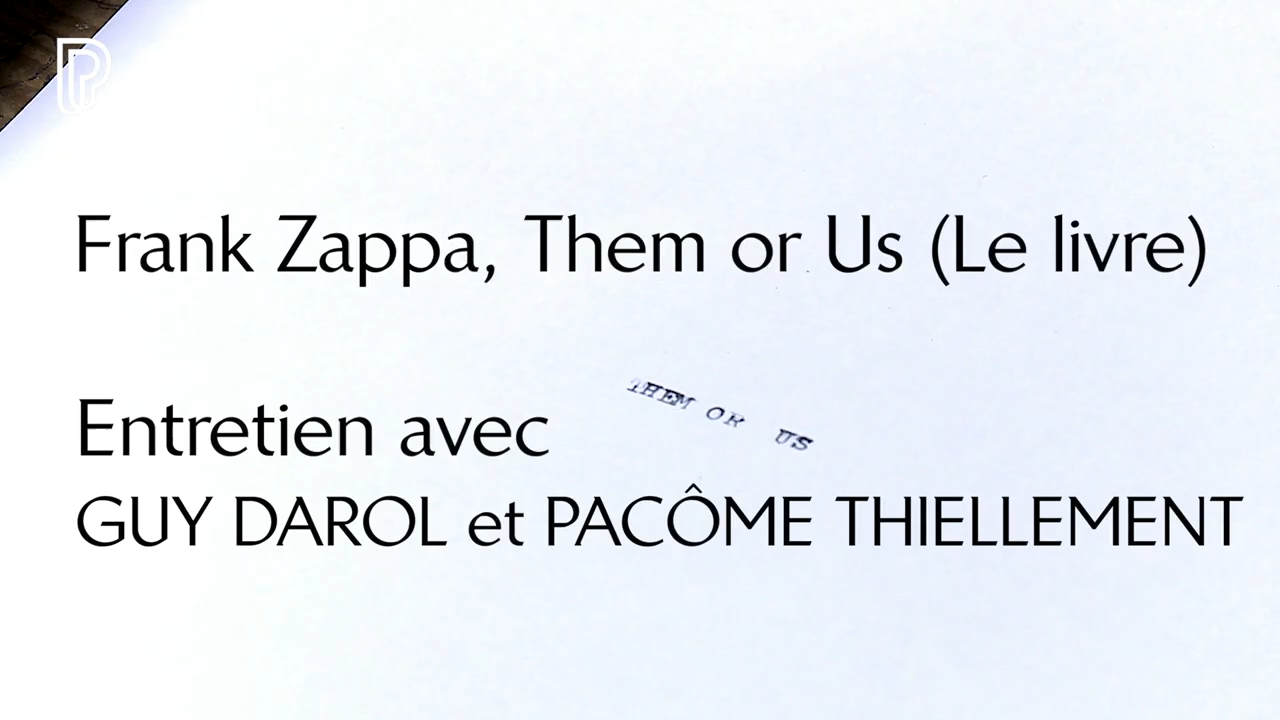 Frank Zappa, Them or Us (Le livre)
THEM OR US
Entretien avec
GUY DAROL et PACÔME THIELLEMENT